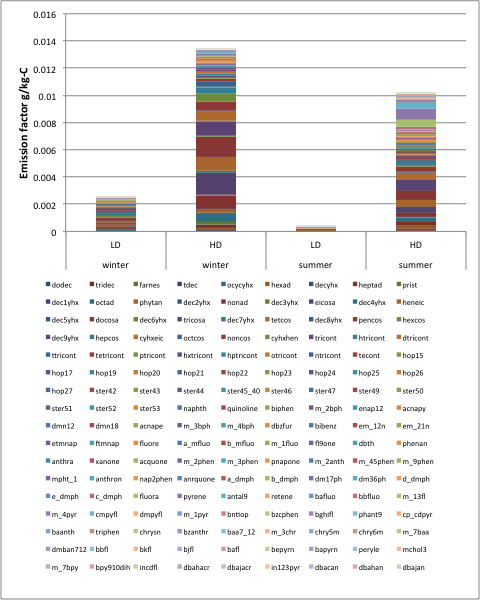 0.016
0.014
0.012
0.01
0.008
0.006
0.004
0.002
0
Emission factor g/kg-C
LD HD LD HD
winter winter summer summer
dodec tridec farnes tdec ocycyhx hexad decyhx heptad prist
dec1yhx octad phytan dec2yhx nonad dec3yhx eicosa dec4yhx heneic
dec5yhx docosa dec6yhx tricosa dec7yhx tetcos dec8yhx pencos hexcos
dec9yhx hepcos cyhxeic octcos noncos cyhxhen tricont htricont dtricont
ttricont tetricont ptricont hxtricont hptricont otricont ntricont tecont hop15
hop17 hop19 hop20 hop21 hop22 hop23 hop24 hop25 hop26
hop27 ster42 ster43 ster44 ster45_40 ster46 ster47 ster49 ster50
ster51 ster52 ster53 naphth quinoline biphen m_2bph enap12 acnapy
dmn12 dmn18 acnape m_3bph m_4bph dbzfur bibenz em_12n em_21n
etmnap ftmnap fluore a_mfluo b_mfluo m_1fluo fl9one dbth phenan
anthra xanone acquone m_2phen m_3phen pnapone m_2anth m_45phen m_9phen
mpht_1 anthron nap2phen anrquone a_dmph b_dmph dm17ph dm36ph d_dmph
e_dmph c_dmph fluora pyrene antal9 retene bafluo bbfluo m_13fl
m_4pyr cmpyfl dmpyfl m_1pyr bntiop bzcphen bghifl phant9 cp_cdpyr
baanth triphen chrysn bzanthr baa7_12 m_3chr chry5m chry6m m_7baa
dmban712 bbfl bkfl bjfl bafl bepyrn bapyrn peryle mchol3
m_7bpy bpy910dih incdfl dbahacr dbajacr in123pyr dbacan dbahan dbajan